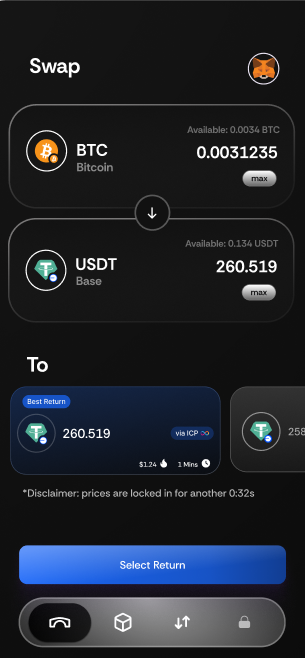 Swap
Available: 0.0034 BTC
BTC
0.0031235
Bitcoin
max
Available: 0.134 USDT
USDT
260.519
Base
max
To
Best Return
260.519
via ICP
$1.24
1 Mins
258
*Disclaimer: prices are locked in for another 0:32s
Select Return